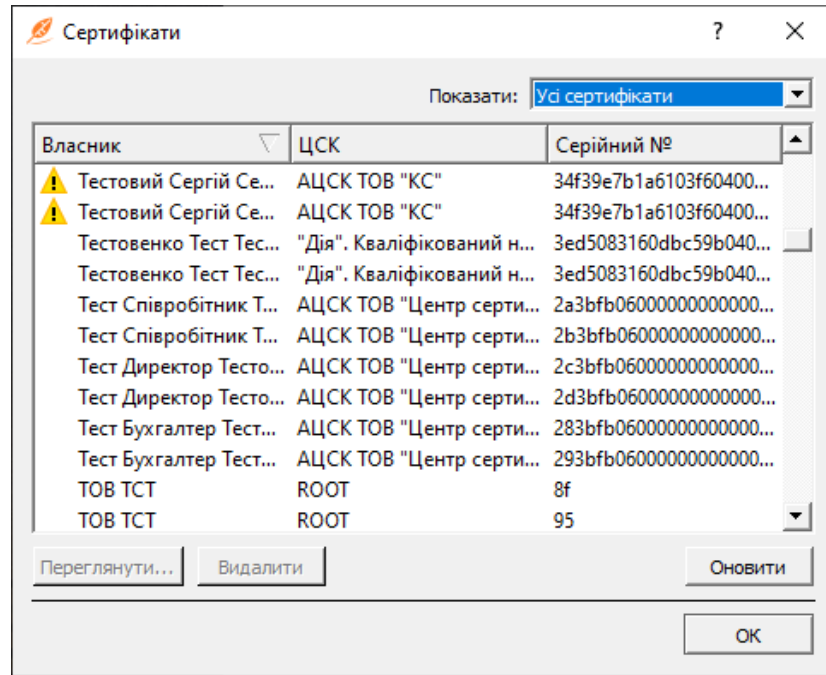 Сертифікати ?
Показати: Усі сертифікати
Власник ЦСК Серійний №
Тестовий Сергій Се... АЦСК ТОВ "КС" 34f39e7b1a6103f60400...
Тестовий Сергій Се... АЦСК ТОВ "КС" 34f39e7b1a6103f60400...
Тестовенко Тест Тес... "Дія". Кваліфікований н... 3ed5083160dbc59b040...
Тестовенко Тест Тес... "Дія". Кваліфікований н... 3ed5083160dbc59b040...
Тест Співробітник Т... АЦСК ТОВ "Центр серти... 2a3bfb06000000000000...
Тест Співробітник Т... АЦСК ТОВ "Центр серти... 2b3bfb06000000000000...
Тест Директор Тесто... АЦСК ТОВ "Центр серти... 2c3bfb06000000000000...
Тест Директор Тесто... АЦСК ТОВ "Центр серти... 2d3bfb06000000000000...
Тест Бухгалтер Тест... АЦСК ТОВ "Центр серти... 283bfb06000000000000...
Тест Бухгалтер Тест... АЦСК ТОВ "Центр серти... 293bfb06000000000000...
ТОВ ТСТ ROOT 8f
ТОВ ТСТ ROOT 95
Переглянути... Видалити Оновити
ОК